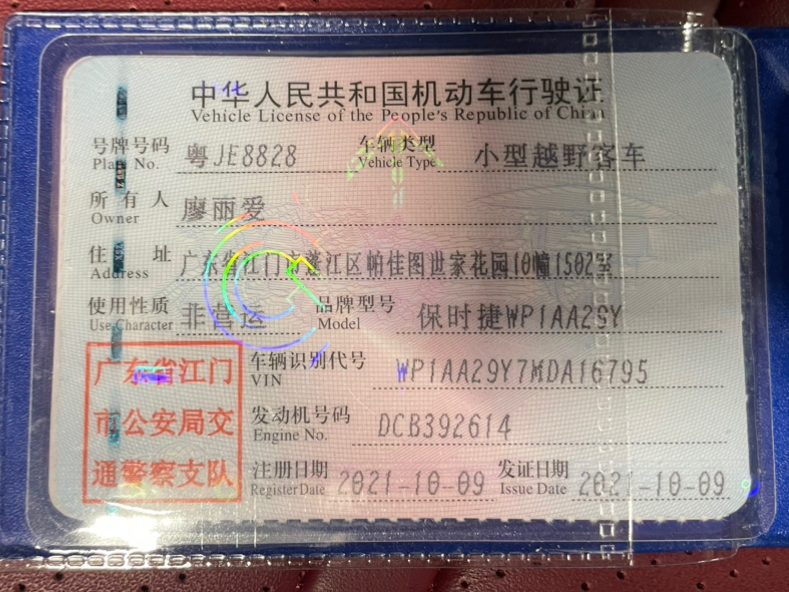 中华人民共和国机动车行驶证
Vehicle License of the People's Republic of China
号牌号码 粤JE8828 车辆类型 小型越野客车
Plate No. Vehicle Type
所有人 廖丽爱
Owner
住址 广东省江门市蓬江区帕佳图世家花园10幢1502室
Address
使用性质 非营运 品牌型号 保时捷WP1AA29Y
Use Character Model
广东省江门
市公安局交
通警察支队
车辆识别代号 WP1AA29Y7MDA16795
VIN
发动机号码 DCB392614
Engine No.
注册日期 2021-10-09 发证日期 2021-10-09
Register Date Issue Date